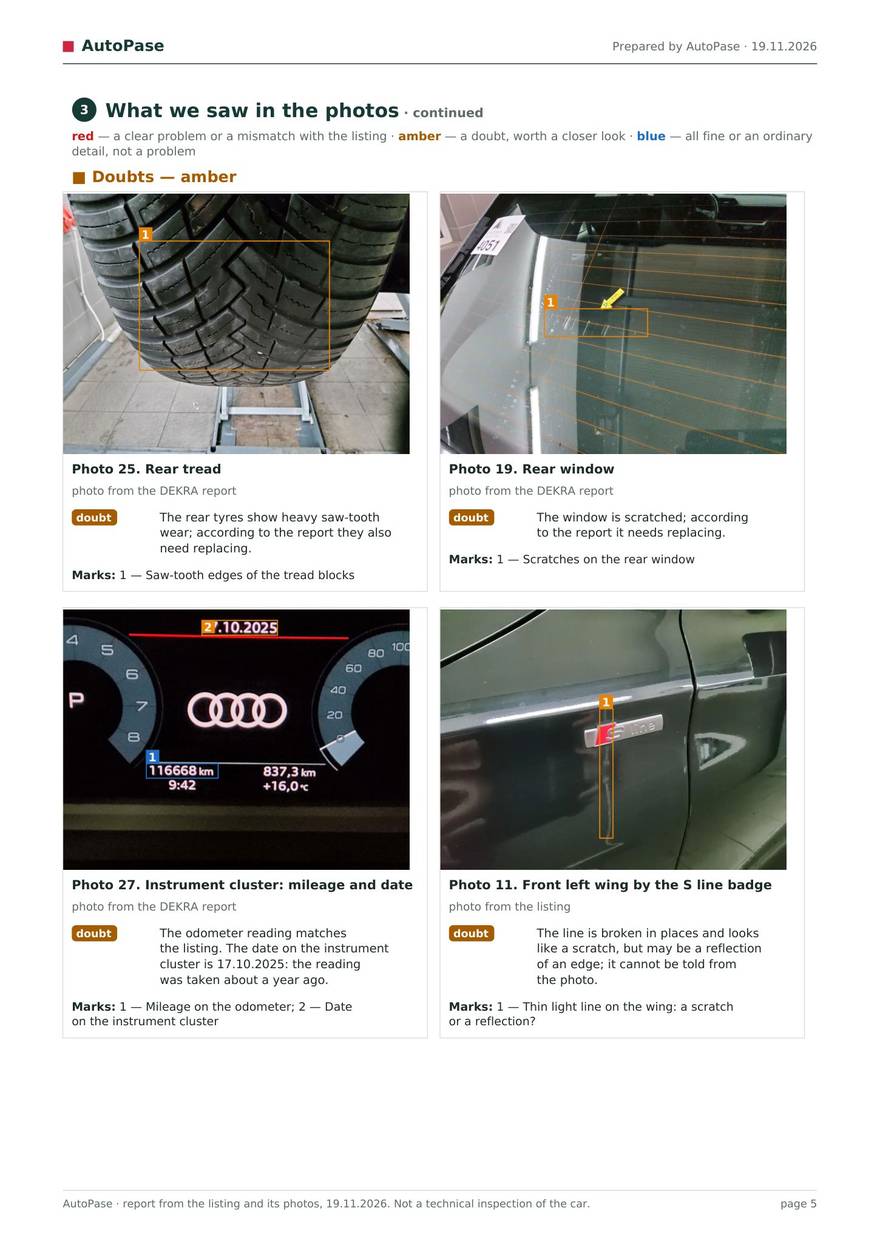 AutoPase
Prepared by AutoPase · 19.11.2026
3 What we saw in the photos · continued
red — a clear problem or a mismatch with the listing · amber — a doubt, worth a closer look · blue — all fine or an ordinary
detail, not a problem
Doubts — amber
1
Photo 25. Rear tread
photo from the DEKRA report
doubt
The rear tyres show heavy saw-tooth
wear; according to the report they also
need replacing.
Marks: 1 — Saw-tooth edges of the tread blocks
4051
1
Photo 19. Rear window
photo from the DEKRA report
doubt
The window is scratched; according
to the report it needs replacing.
Marks: 1 — Scratches on the rear window
2
7.10.2025
4
5
6
7
8
P
100
80
60
40
20
0
1
116668 km
837,3 km
9:42
+16,0 °C
Photo 27. Instrument cluster: mileage and date
photo from the DEKRA report
doubt
The odometer reading matches
the listing. The date on the instrument
cluster is 17.10.2025: the reading
was taken about a year ago.
Marks: 1 — Mileage on the odometer; 2 — Date
on the instrument cluster
1
S line
Photo 11. Front left wing by the S line badge
photo from the listing
doubt
The line is broken in places and looks
like a scratch, but may be a reflection
of an edge; it cannot be told from
the photo.
Marks: 1 — Thin light line on the wing: a scratch
or a reflection?
AutoPase · report from the listing and its photos, 19.11.2026. Not a technical inspection of the car.
page 5